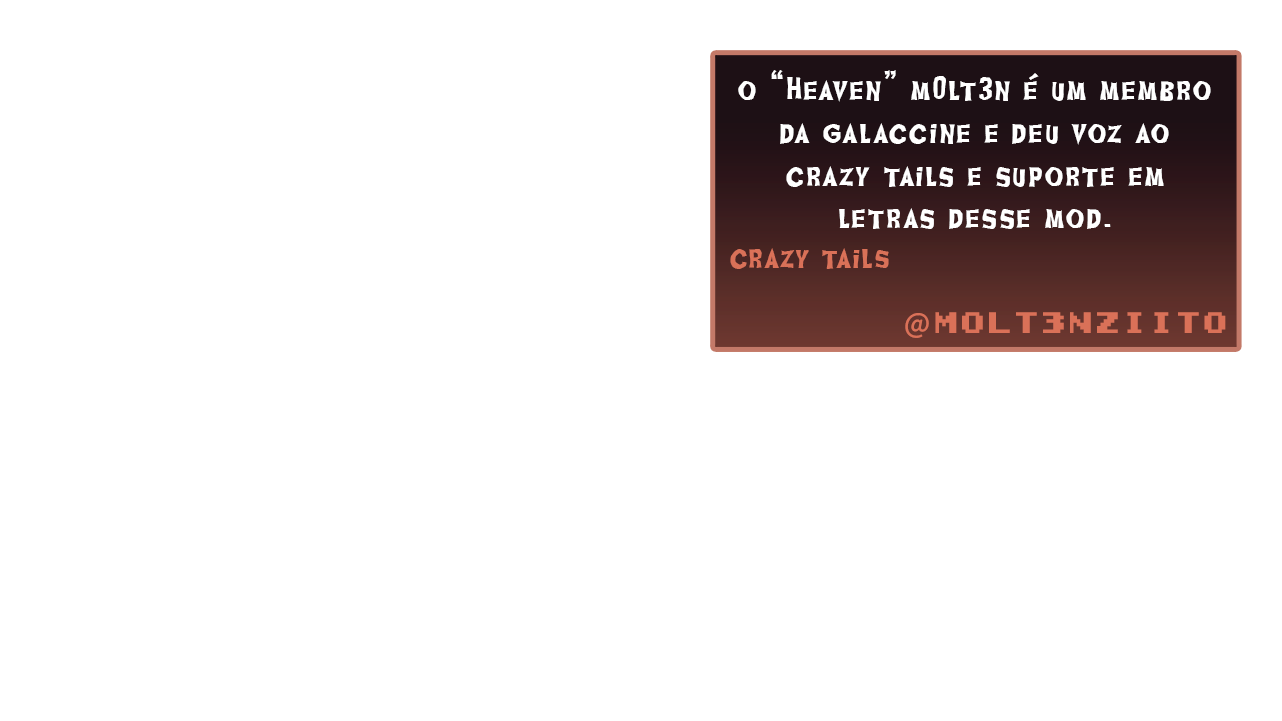 O “HEAVEN” M0LT3N É UM MEMBRO
DA GALACCINE E DEU VOZ AO
CRAZY TAILS E SUPORTE EM
LETRAS DESSE MOD.
CRAZY TAILS
@MOLT3NZIITO